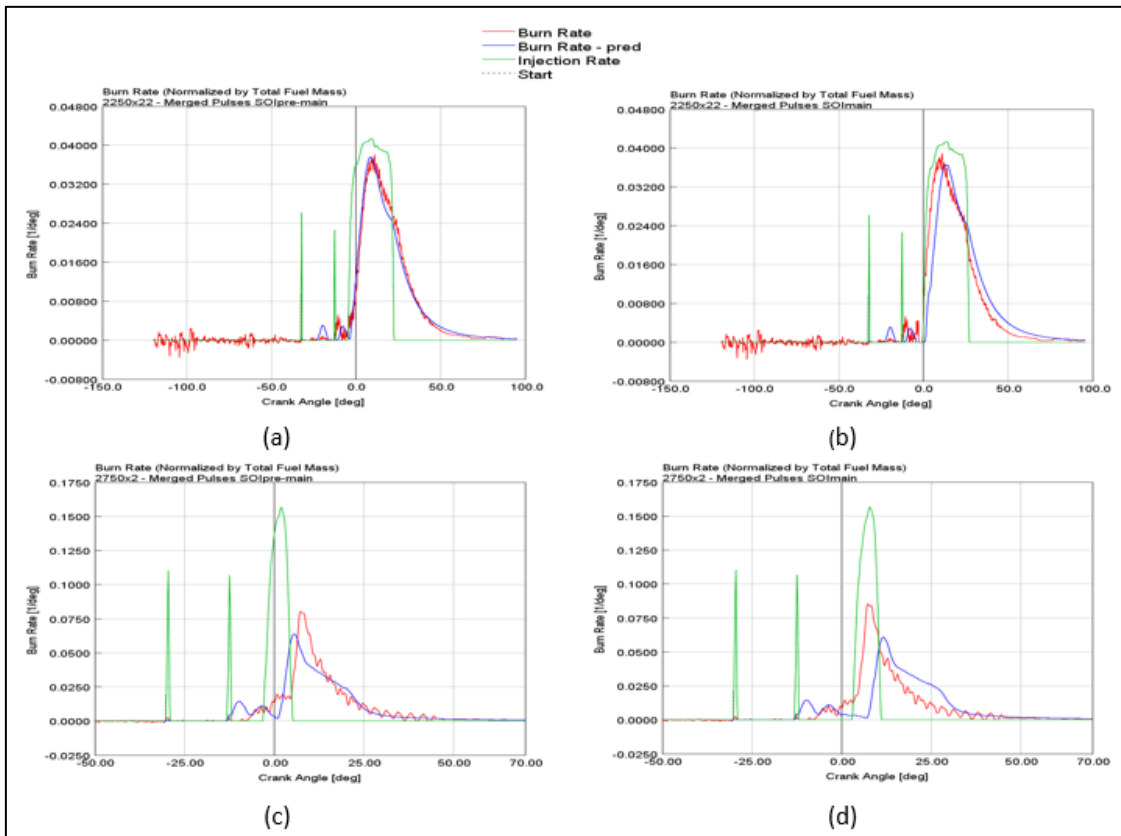 Burn Rate
Burn Rate - pred
Injection Rate
Start
Burn Rate (Normalized by Total Fuel Mass)
2250x22 - Merged Pulses SOIpre-main
0.04800
0.04000
0.03200
0.02400
0.01600
0.00800
0.00000
-0.00800
Burn Rate [1/deg]
-150.0 -100.0 -50.0 0.0 50.0 100.0
Crank Angle [deg]
(a)
Burn Rate (Normalized by Total Fuel Mass)
2250x22 - Merged Pulses SOImain
0.04800
0.04000
0.03200
0.02400
0.01600
0.00800
0.00000
-0.00800
Burn Rate [1/deg]
-150.0 -100.0 -50.0 0.0 50.0 100.0
Crank Angle [deg]
(b)
Burn Rate (Normalized by Total Fuel Mass)
2750x2 - Merged Pulses SOIpre-main
0.1750
0.1500
0.1250
0.1000
0.0750
0.0500
0.0250
0.0000
-0.0250
Burn Rate [1/deg]
-50.00 -25.00 0.00 25.00 50.00 70.00
Crank Angle [deg]
(c)
Burn Rate (Normalized by Total Fuel Mass)
2750x2 - Merged Pulses SOImain
0.1750
0.1500
0.1250
0.1000
0.0750
0.0500
0.0250
0.0000
-0.0250
Burn Rate [1/deg]
-50.00 -25.00 0.00 25.00 50.00 70.00
Crank Angle [deg]
(d)